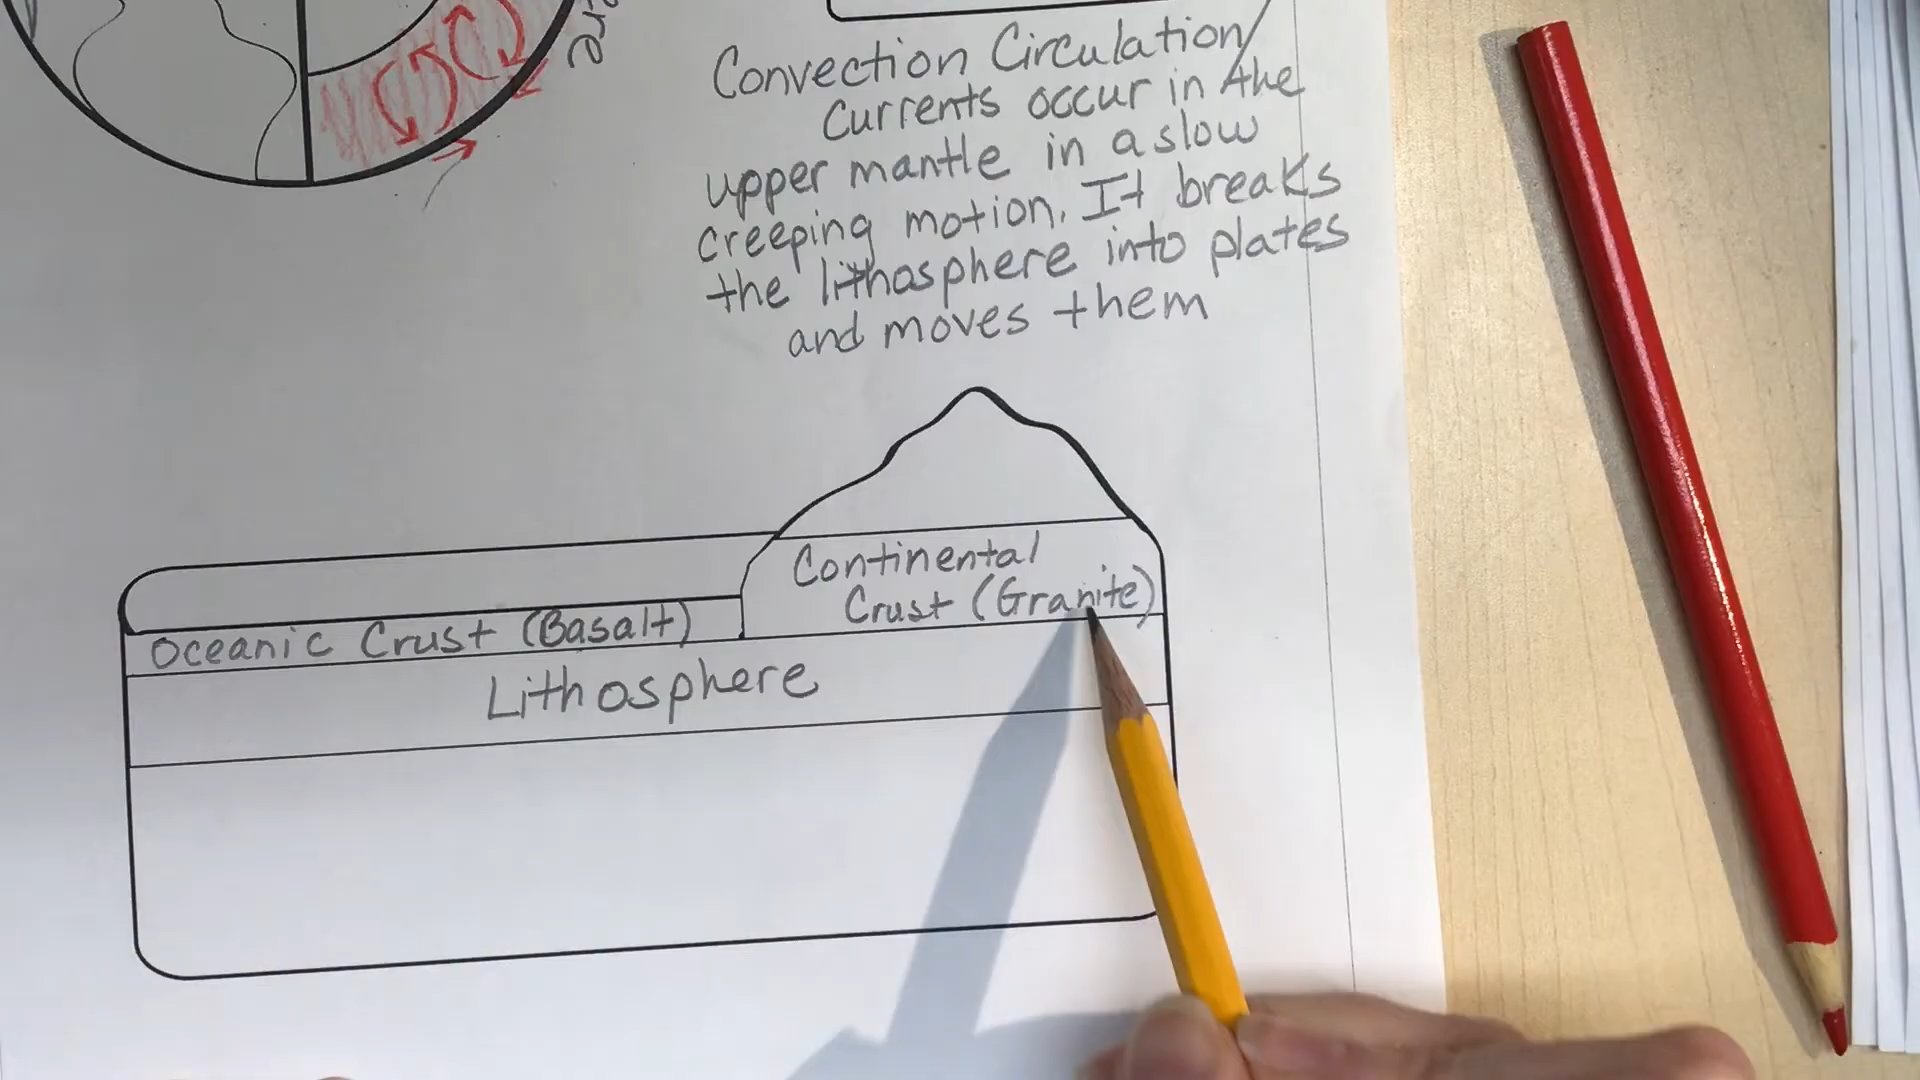 Convection Circulation/
Currents occur in the
upper mantle in a slow
creeping motion. It breaks
the lithosphere into plates
and moves them
Continental
Crust (Granite)
Oceanic Crust (Basalt)
Lithosphere